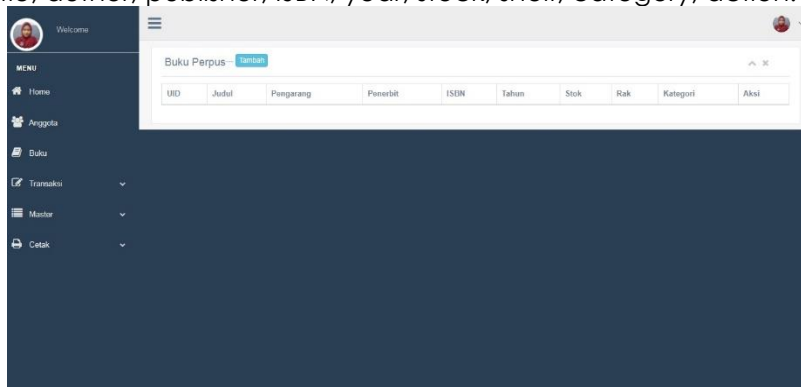 title, author, publisher, ISBN, year, stock, shelf, category, action.
Welcome
MENU
Home
Anggota
Buku
Transaksi
Master
Cetak
Buku Perpus Tambah
UID Judul Pengarang Penerbit ISBN Tahun Stok Rak Kategori Aksi